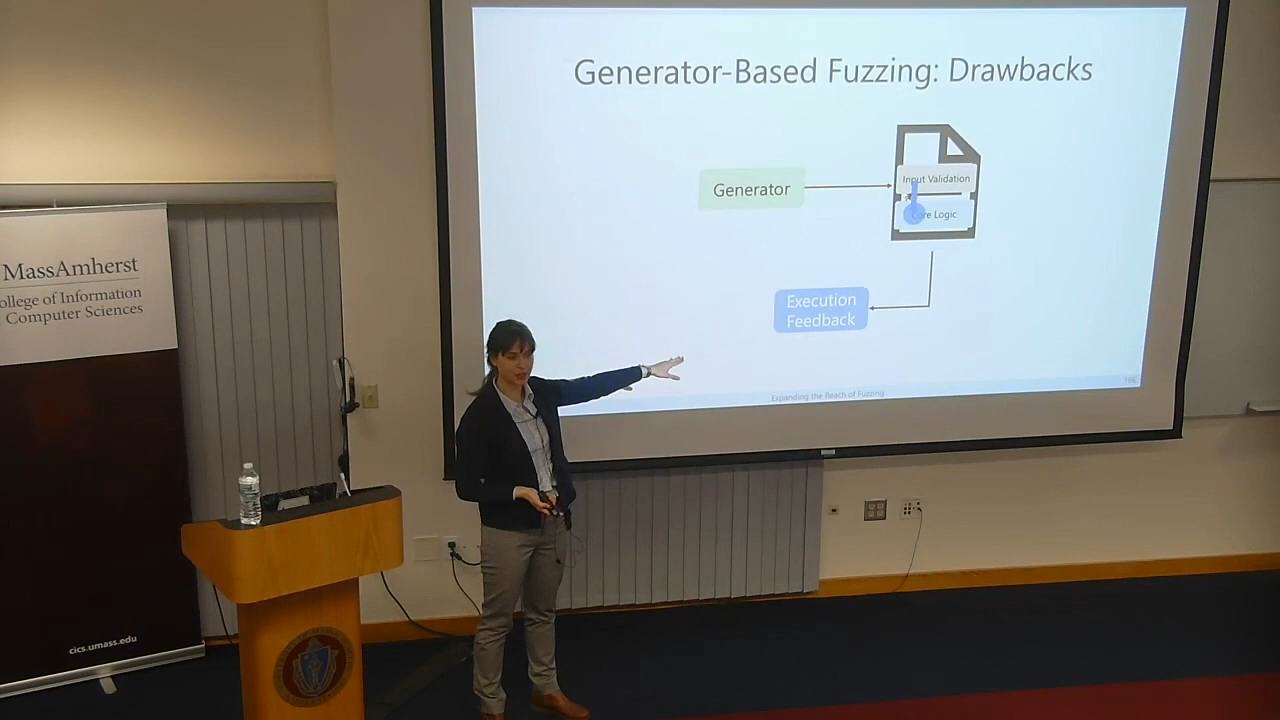 Generator-Based Fuzzing: Drawbacks
Generator
Input Validation
Core Logic
Execution
Feedback
Expanding the Reach of Fuzzing
MassAmherst
ollege of Information
Computer Sciences
cics.umass.edu